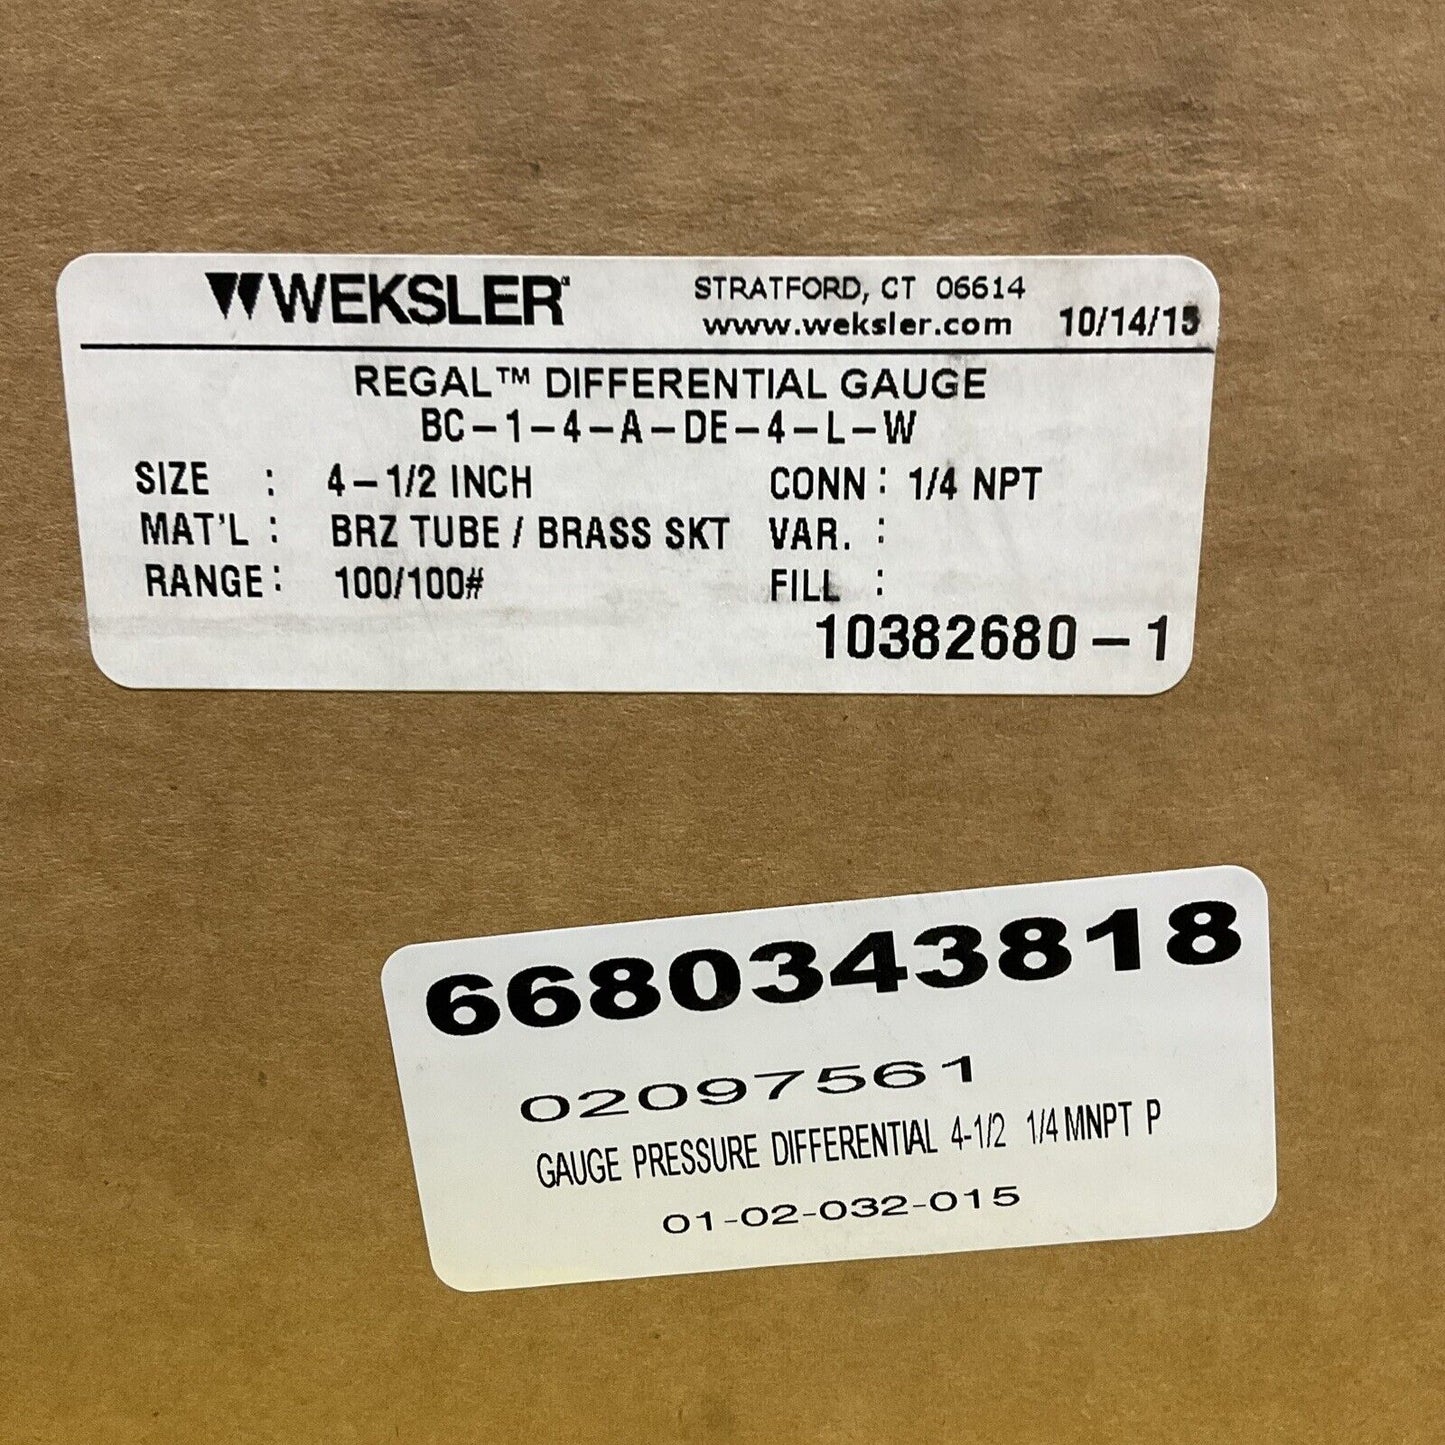 WEKSLER
STRATFORD, CT 06614
www.weksler.com 10/14/15
REGAL™ DIFFERENTIAL GAUGE
BC-1-4-A-DE-4-L-W
SIZE : 4-1/2 INCH CONN : 1/4 NPT
MAT'L : BRZ TUBE / BRASS SKT VAR. :
RANGE : 100/100# FILL :
10382680-1
6680343818
02097561
GAUGE PRESSURE DIFFERENTIAL 4-1/2 1/4 MNPT P
01-02-032-015